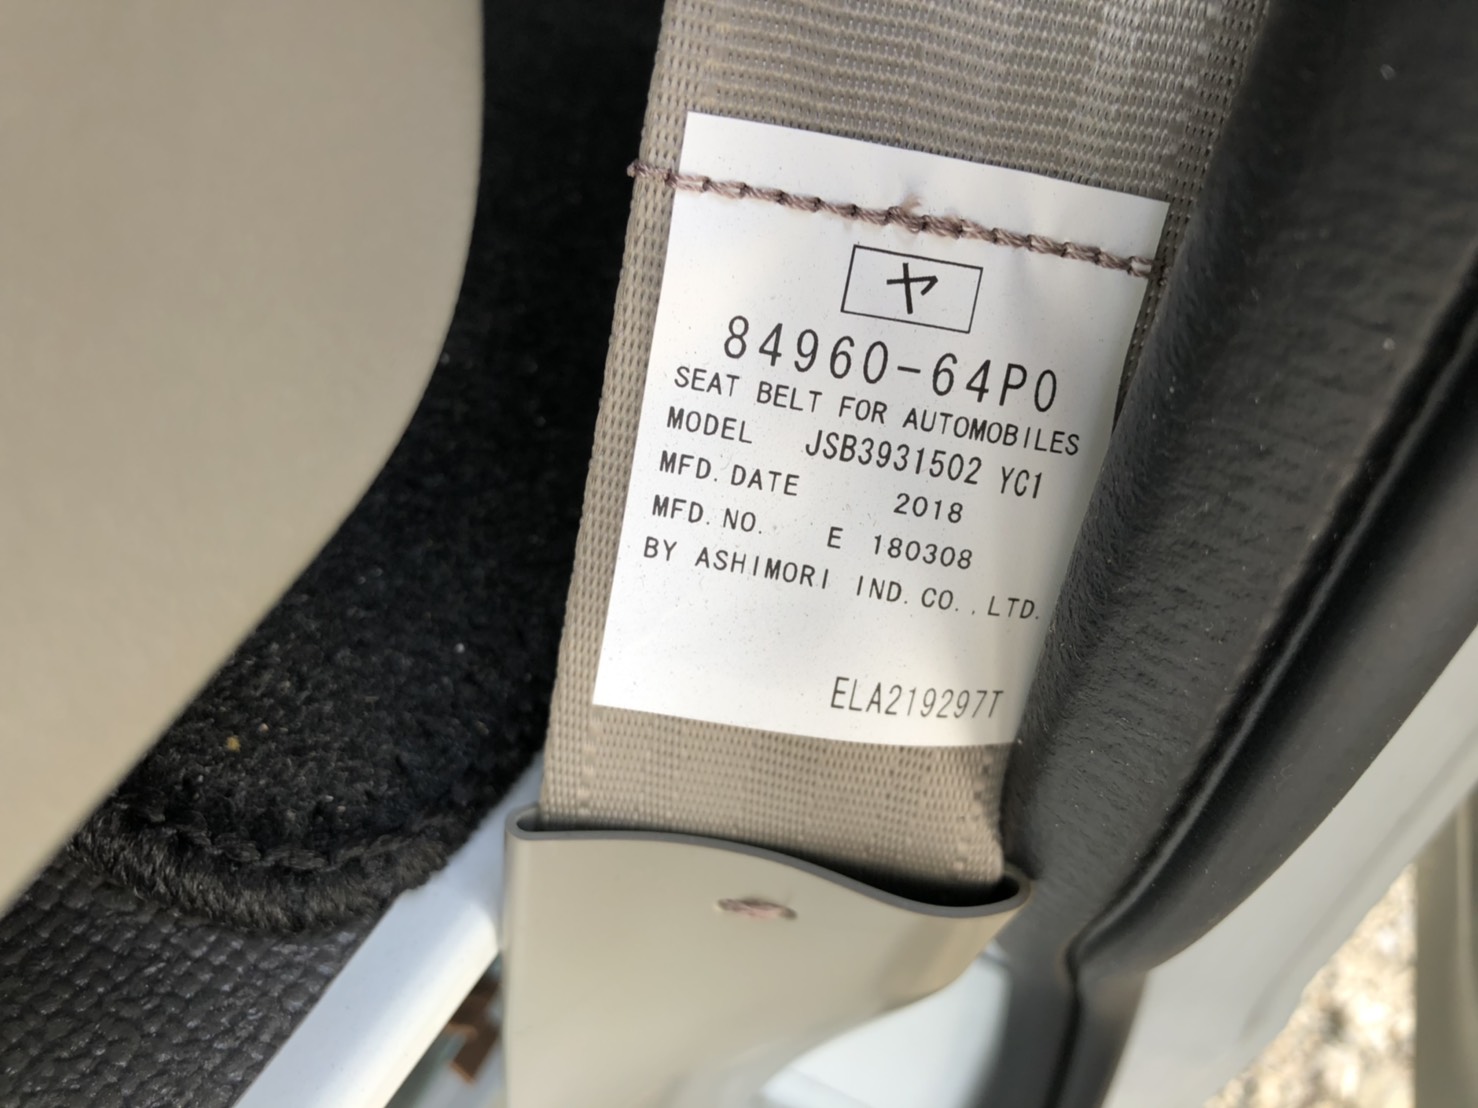 ヤ
84960-64P0
SEAT BELT FOR AUTOMOBILES
MODEL JSB3931502 YC1
MFD. DATE 2018
MFD. NO. E 180308
BY ASHIMORI IND. CO., LTD.
ELA219297T